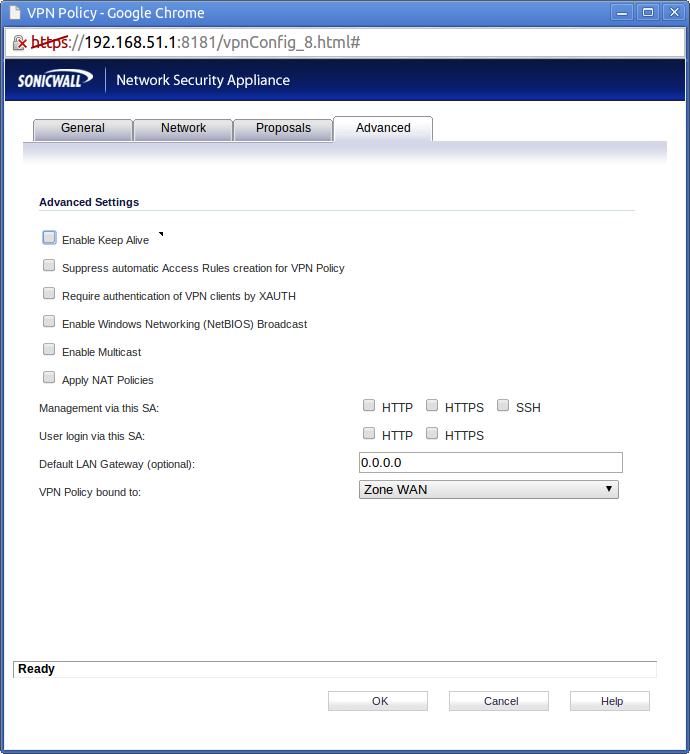 VPN Policy - Google Chrome
https://192.168.51.1:8181/vpnConfig_8.html#
SONICWALL Network Security Appliance
General Network Proposals Advanced
Advanced Settings
Enable Keep Alive
Suppress automatic Access Rules creation for VPN Policy
Require authentication of VPN clients by XAUTH
Enable Windows Networking (NetBIOS) Broadcast
Enable Multicast
Apply NAT Policies
Management via this SA: HTTP HTTPS SSH
User login via this SA: HTTP HTTPS
Default LAN Gateway (optional): 0.0.0.0
VPN Policy bound to: Zone WAN
Ready
OK Cancel Help